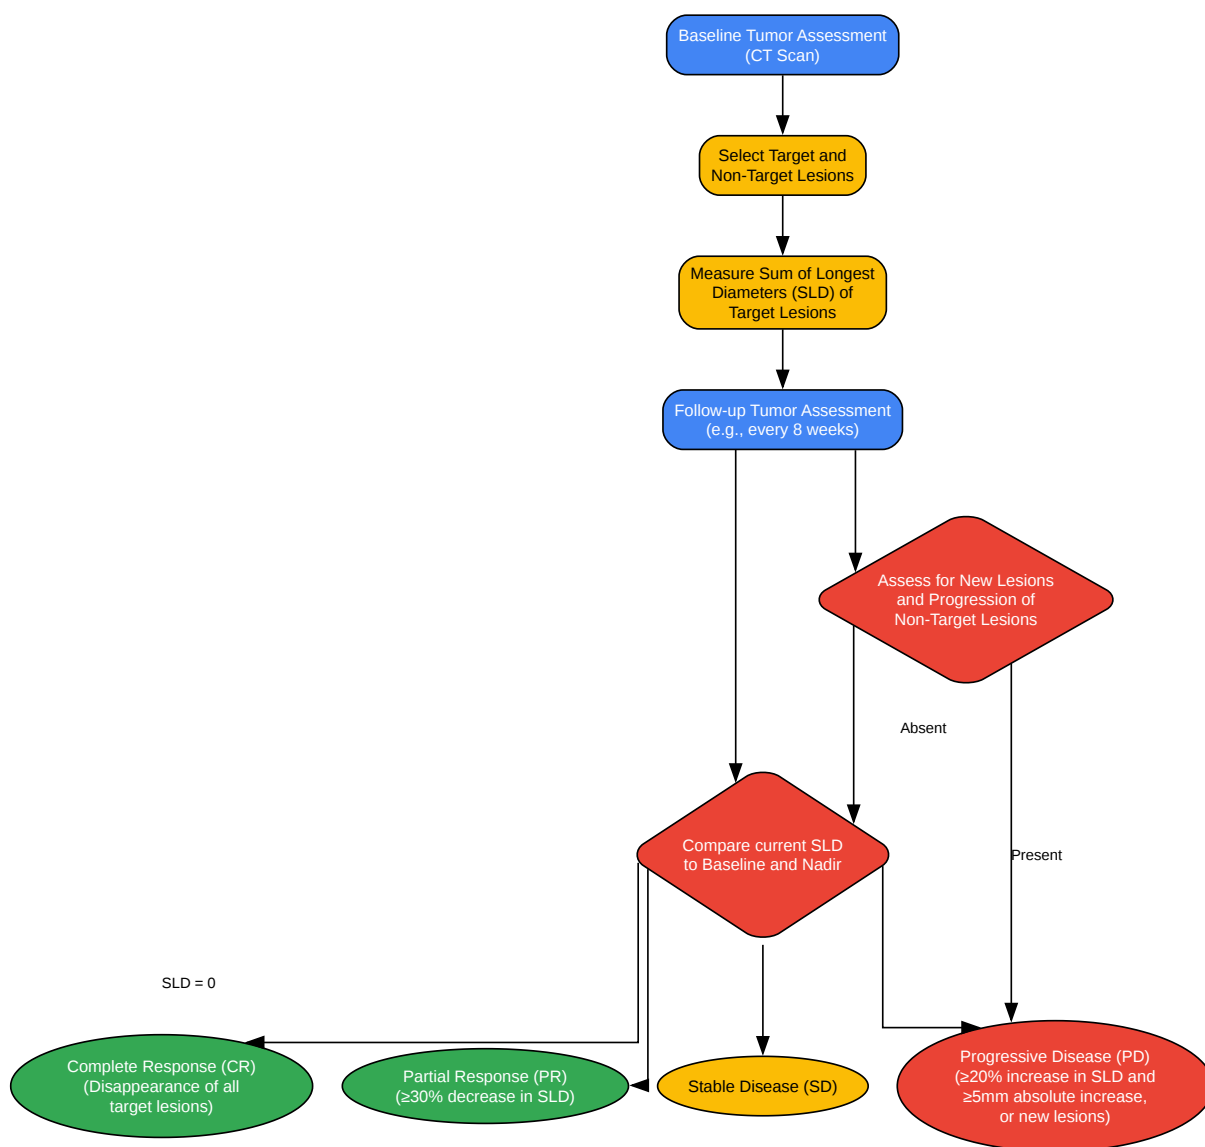 Baseline Tumor Assessment
(CT Scan)
Select Target and
Non-Target Lesions
Measure Sum of Longest
Diameters (SLD) of
Target Lesions
Follow-up Tumor Assessment
(e.g., every 8 weeks)
Assess for New Lesions
and Progression of
Non-Target Lesions
Absent
Compare current SLD
to Baseline and Nadir
Present
SLD = 0
Complete Response (CR)
(Disappearance of all
target lesions)
Partial Response (PR)
(≥30% decrease in SLD)
Stable Disease (SD)
Progressive Disease (PD)
(≥20% increase in SLD and
≥5mm absolute increase,
or new lesions)